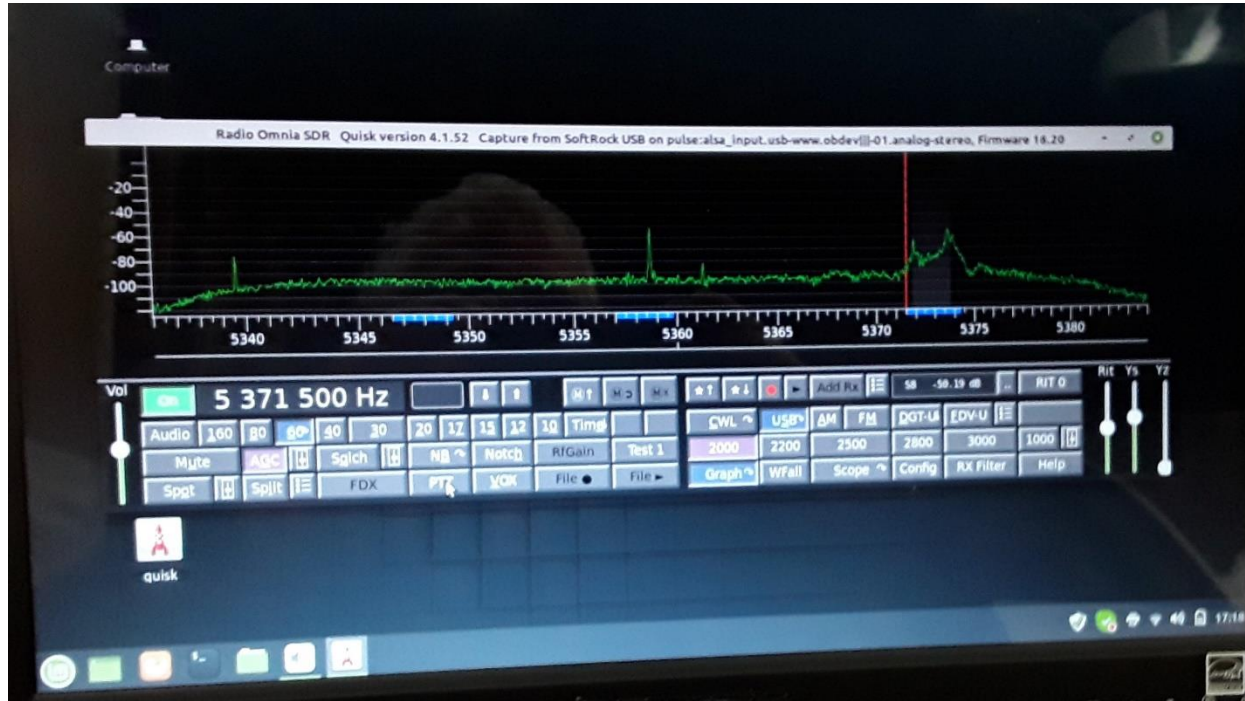 Computer
Radio Omnia SDR Quisk version 4.1.52 Capture from SoftRock USB on pulse:alsa_input.usb-www.obdev[]-01.analog-stereo, Firmware 16.20
-20
-40
-60
-80
-100
5340 5345 5350 5355 5360 5365 5370 5375 5380
Vol On 5 371 500 Hz M↑ Add Rx S8 -50.19 dB .. RIT 0 Rit Ys Yz
Audio 160 80 60 40 30 20 17 15 12 10 Time CWL USB AM FM DGT-U FDV-U
Mute AGC Sqlch NB Notch RfGain Test 1 2000 2200 2500 2800 3000 1000
Spot Split FDX PTT VOX File ● File ► Graph WFall Scope Config RX Filter Help
quisk
17:18